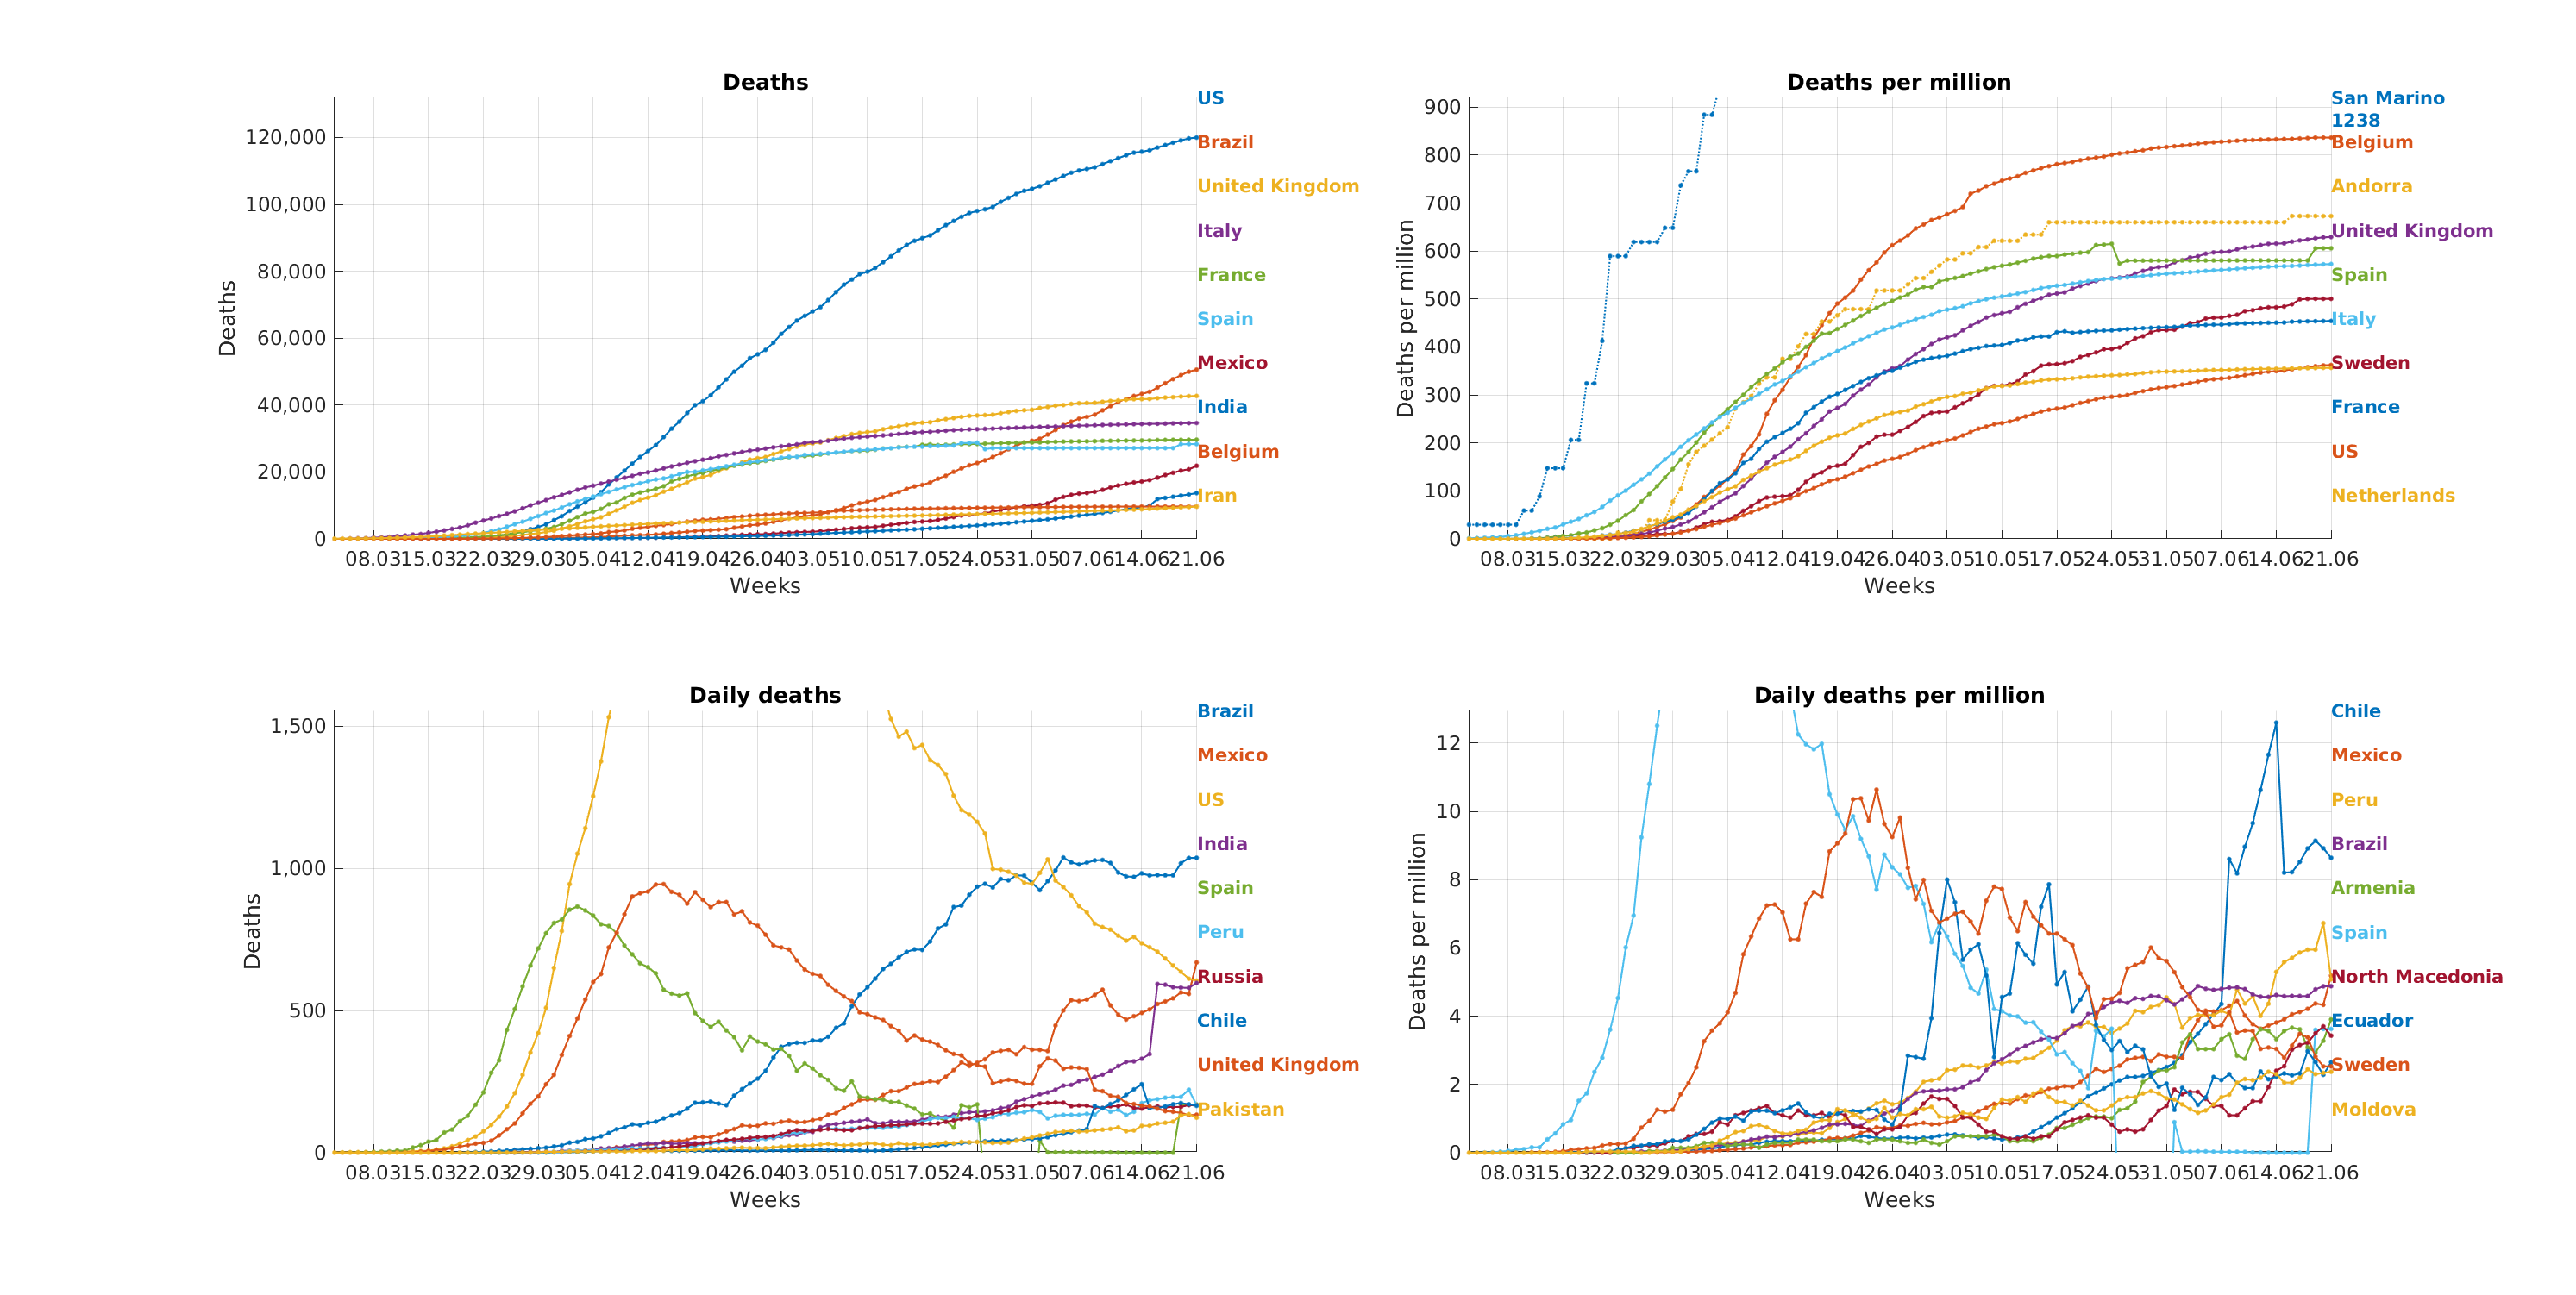 Deaths
120,000
100,000
80,000
60,000
40,000
20,000
0
Deaths
08.03 15.03 22.03 29.03 05.04 12.04 19.04 26.04 03.05 10.05 17.05 24.05 31.05 07.06 14.06 21.06
Weeks
US
Brazil
United Kingdom
Italy
France
Spain
Mexico
India
Belgium
Iran
Deaths per million
900
800
700
600
500
400
300
200
100
0
Deaths per million
08.03 15.03 22.03 29.03 05.04 12.04 19.04 26.04 03.05 10.05 17.05 24.05 31.05 07.06 14.06 21.06
Weeks
San Marino
1238
Belgium
Andorra
United Kingdom
Spain
Italy
Sweden
France
US
Netherlands
Daily deaths
1,500
1,000
500
0
Deaths
08.03 15.03 22.03 29.03 05.04 12.04 19.04 26.04 03.05 10.05 17.05 24.05 31.05 07.06 14.06 21.06
Weeks
Brazil
Mexico
US
India
Spain
Peru
Russia
Chile
United Kingdom
Pakistan
Daily deaths per million
12
10
8
6
4
2
0
Deaths per million
08.03 15.03 22.03 29.03 05.04 12.04 19.04 26.04 03.05 10.05 17.05 24.05 31.05 07.06 14.06 21.06
Weeks
Chile
Mexico
Peru
Brazil
Armenia
Spain
North Macedonia
Ecuador
Sweden
Moldova